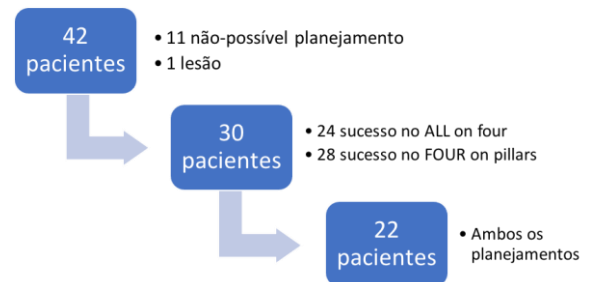 42
pacientes
• 11 não-possível planejamento
• 1 lesão
30
pacientes
• 24 sucesso no ALL on four
• 28 sucesso no FOUR on pillars
22
pacientes
• Ambos os
planejamentos